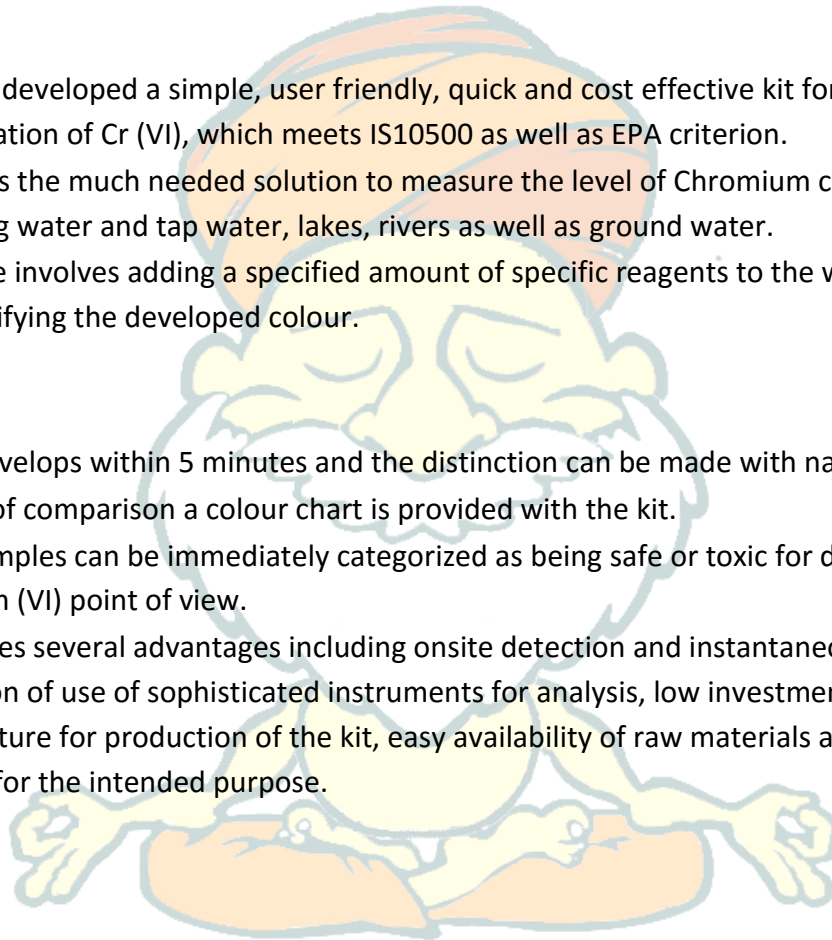 developed a simple, user friendly, quick and cost effective kit for
ation of Cr (VI), which meets IS10500 as well as EPA criterion.
s the much needed solution to measure the level of Chromium c
g water and tap water, lakes, rivers as well as ground water.
e involves adding a specified amount of specific reagents to the w
ifying the developed colour.
velops within 5 minutes and the distinction can be made with na
of comparison a colour chart is provided with the kit.
mples can be immediately categorized as being safe or toxic for d
n (VI) point of view.
es several advantages including onsite detection and instantaneo
on of use of sophisticated instruments for analysis, low investmen
ture for production of the kit, easy availability of raw materials a
for the intended purpose.